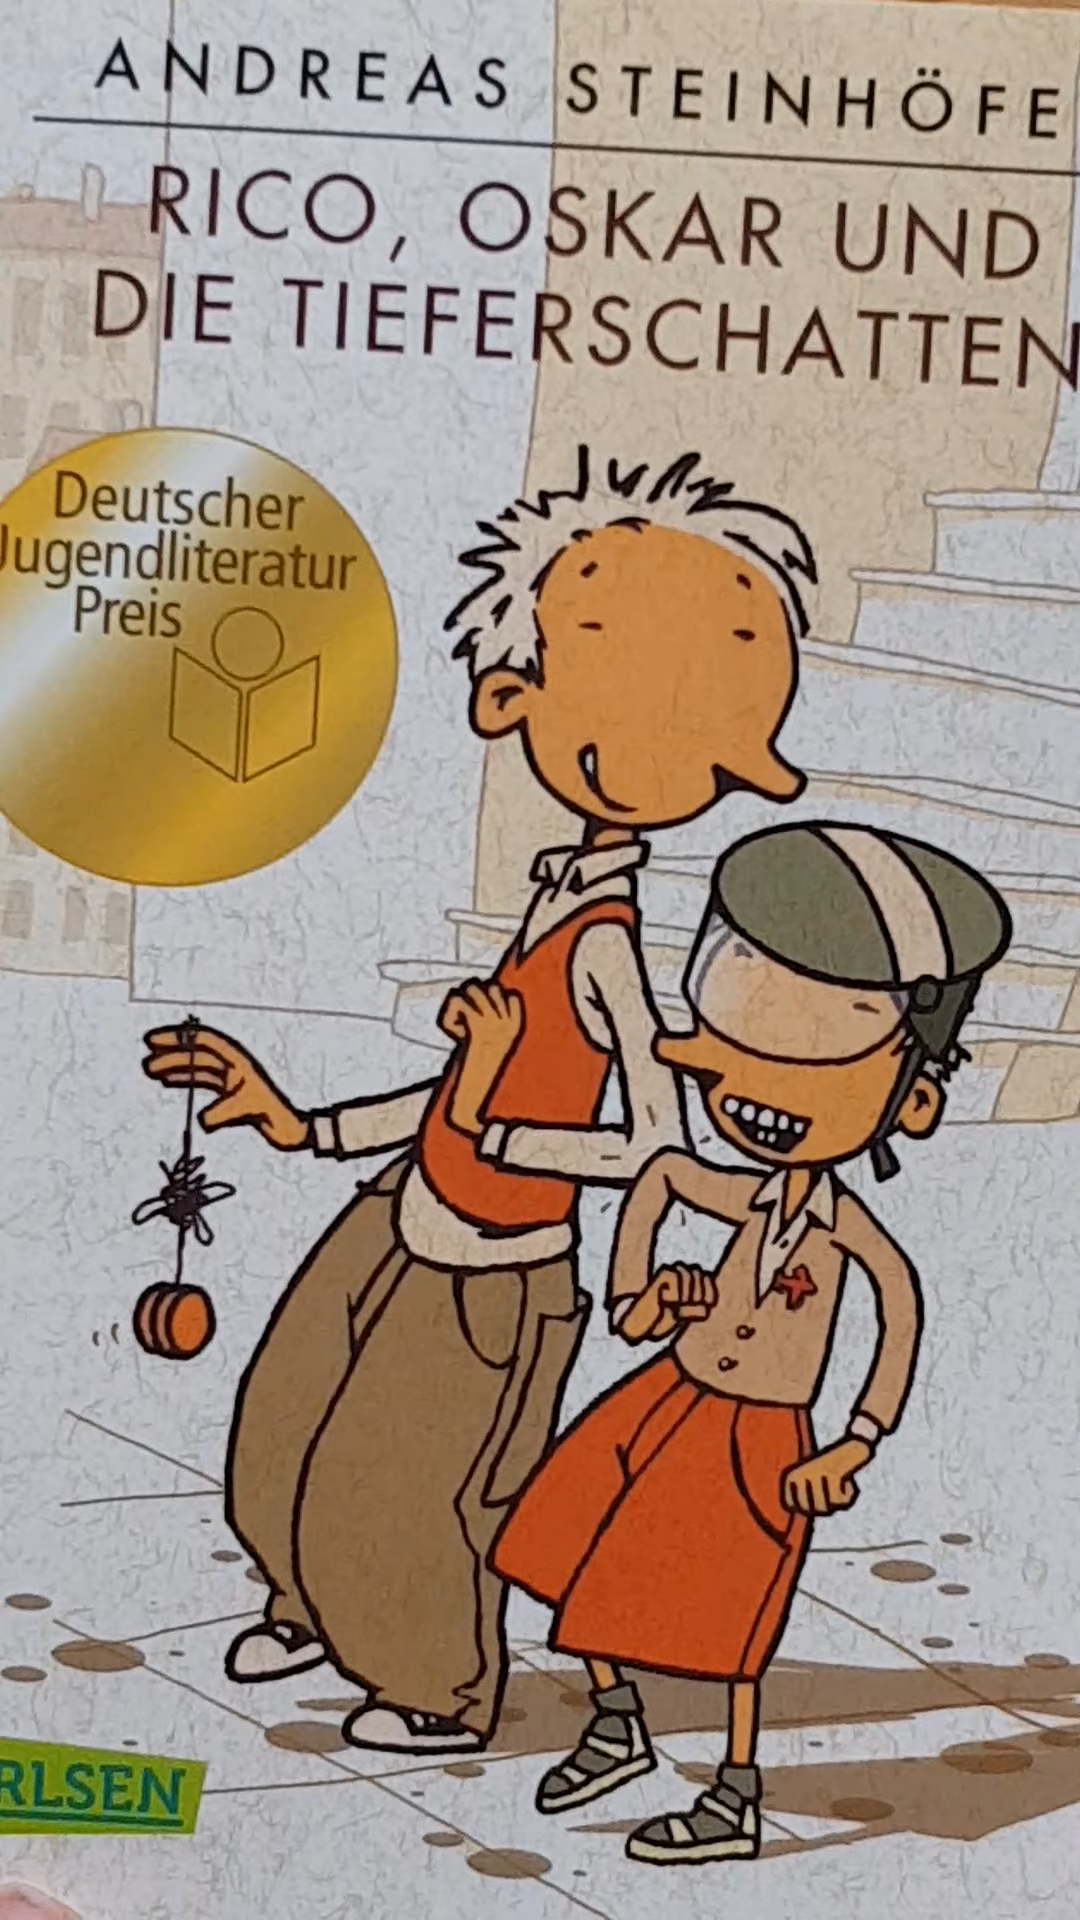 ANDREAS STEINHÖFE
RICO, OSKAR UND
DIE TIEFERSCHATTEN
Deutscher
Jugendliteratur
Preis
RLSEN